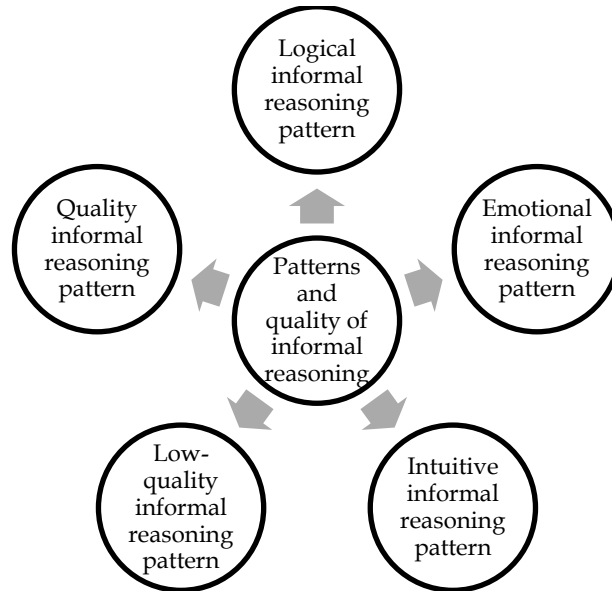 Logical
informal
reasoning
pattern
Quality
informal
reasoning
pattern
Emotional
informal
reasoning
pattern
Patterns
and
quality of
informal
reasoning
Low-
quality
informal
reasoning
pattern
Intuitive
informal
reasoning
pattern